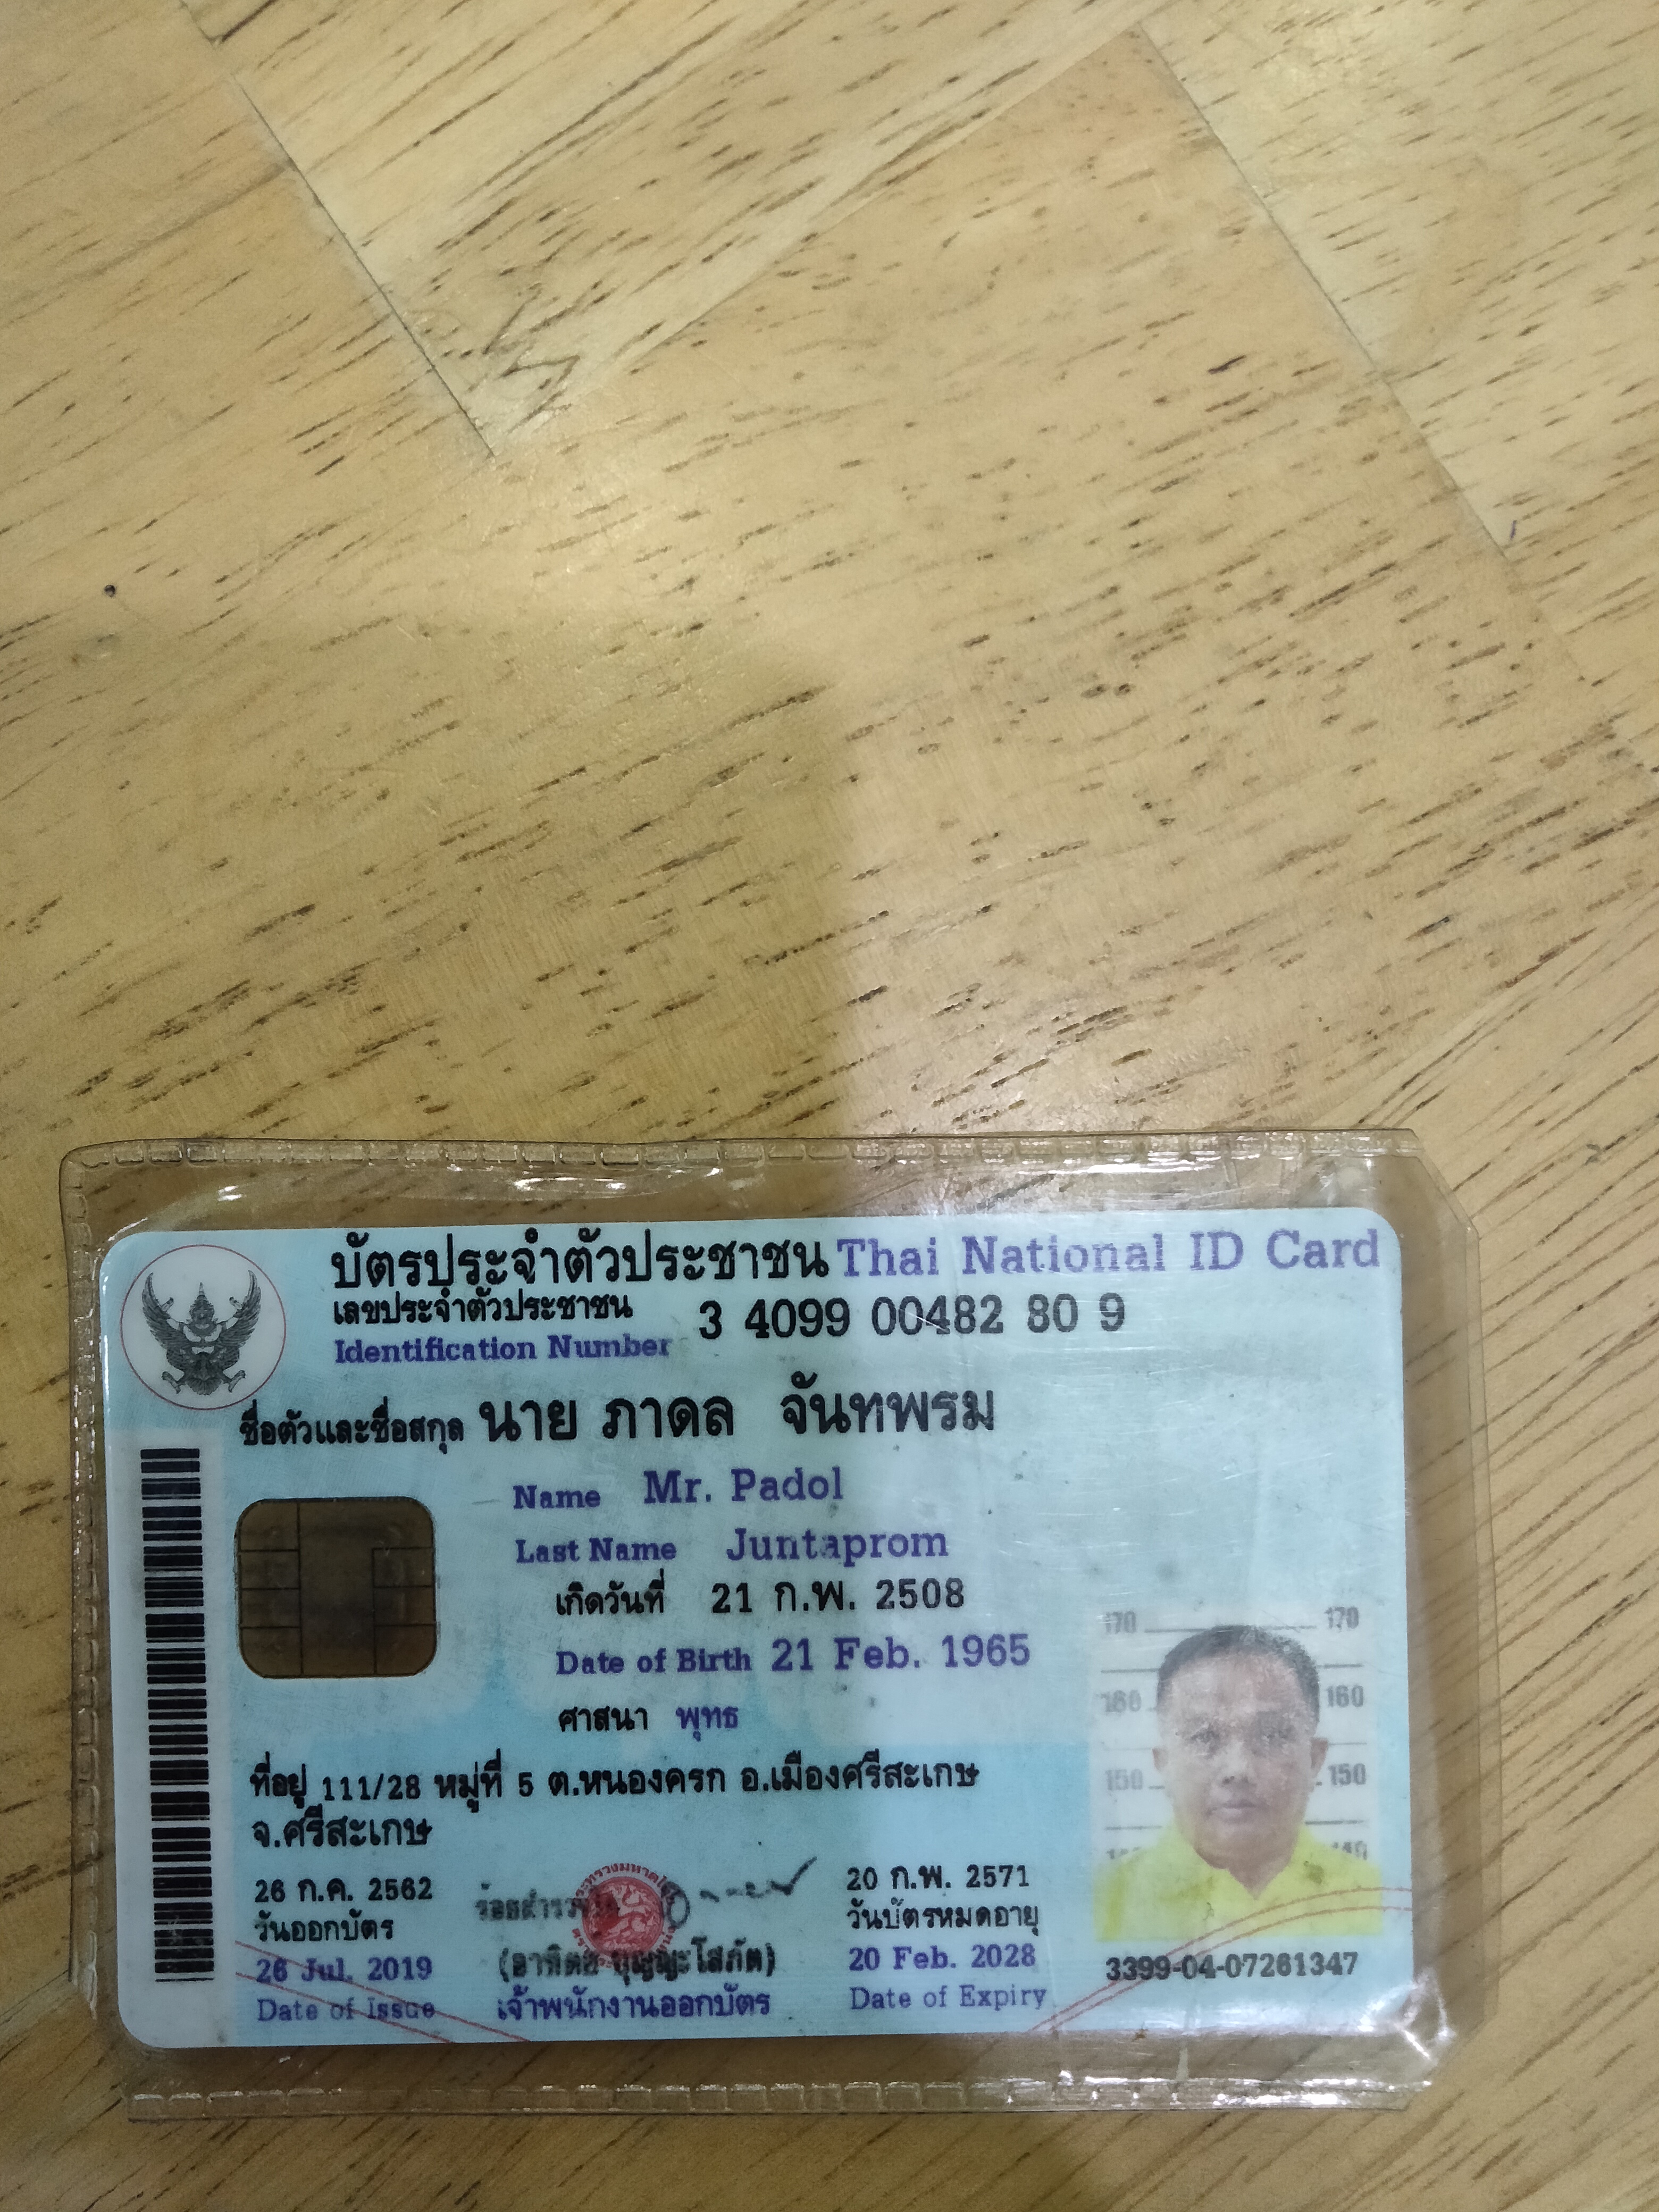 บัตรประจำตัวประชาชน Thai National ID Card
เลขประจำตัวประชาชน
Identification Number 3 4099 00482 80 9
ชื่อตัวและชื่อสกุล นาย ภาดล จันทพรม
Name Mr. Padol
Last Name Juntaprom
เกิดวันที่ 21 ก.พ. 2508
Date of Birth 21 Feb. 1965
ศาสนา พุทธ
ที่อยู่ 111/28 หมู่ที่ 5 ต.หนองครก อ.เมืองศรีสะเกษ
จ.ศรีสะเกษ
26 ก.ค. 2562
วันออกบัตร
26 Jul. 2019
Date of Issue
เจ้าพนักงานออกบัตร
20 ก.พ. 2571
วันบัตรหมดอายุ
20 Feb. 2028
Date of Expiry
170 170
160 160
150 150
140
3399-04-07261347